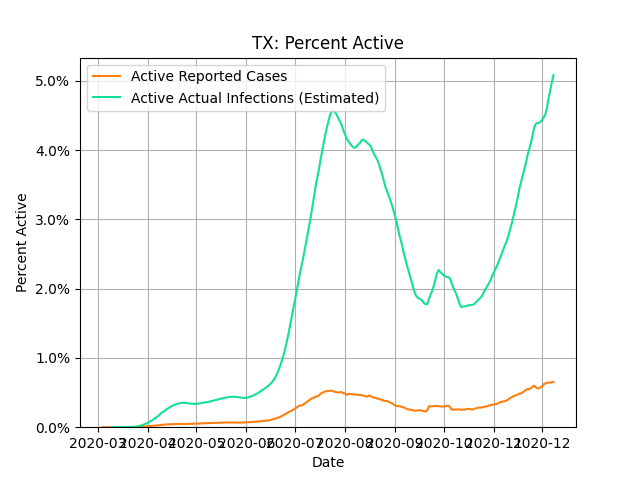 TX: Percent Active
Active Reported Cases
Active Actual Infections (Estimated)
5.0%
4.0%
3.0%
2.0%
1.0%
0.0%
Percent Active
2020-03 2020-04 2020-05 2020-06 2020-07 2020-08 2020-09 2020-10 2020-11 2020-12
Date